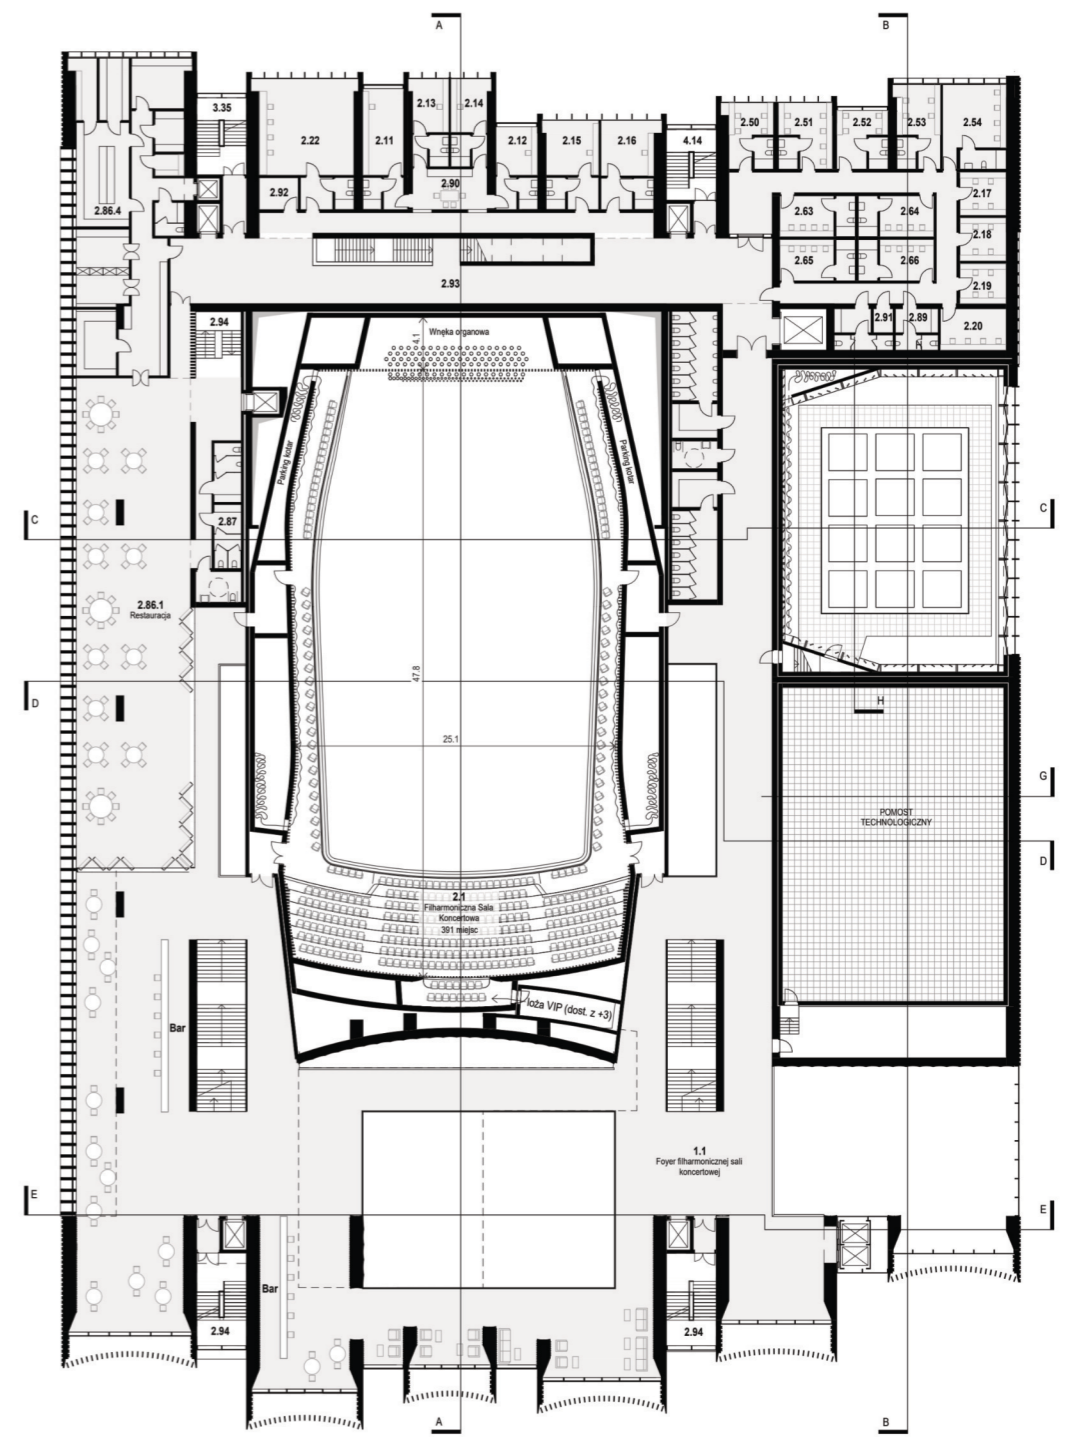 A
B
3.35
2.22
2.11
2.13
2.14
2.12
2.15
2.16
4.14
2.50
2.51
2.52
2.53
2.54
2.92
2.90
2.86.4
2.63
2.64
2.17
2.18
2.65
2.66
2.19
2.93
2.91
2.89
2.20
2.94
4.1
Wnęka organowa
Parking kotar
Parking kotar
C
C
2.87
2.86.1
Restauracja
47.8
D
H
25.1
G
POMOST
TECHNOLOGICZNY
D
2.1
Filharmoniczna Sala
Koncertowa
391 miejsc
loża VIP (dost. z +3)
Bar
1.1
Foyer filharmonicznej sali
koncertowej
E
E
Bar
2.94
2.94
A
B